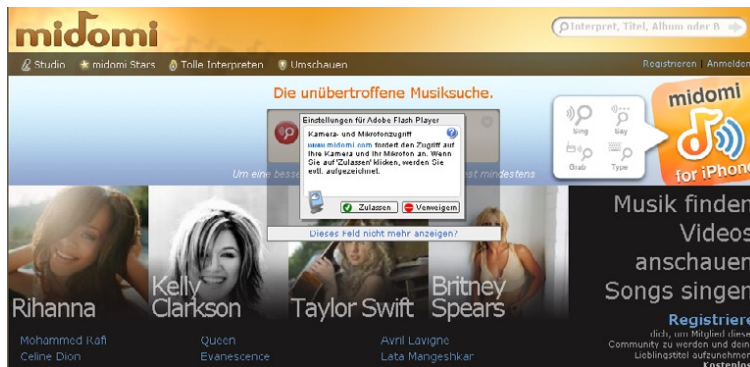 midomi
Interpret, Titel, Album oder B
Studio midomi Stars Tolle Interpreten Umschauen
Registrieren | Anmelden
Die unübertroffene Musiksuche.
Einstellungen für Adobe Flash Player
Kamera- und Mikrofonzugriff
www.midomi.com fordert den Zugriff auf
Ihre Kamera und Ihr Mikrofon an. Wenn
Sie auf 'Zulassen' klicken, werden Sie
evtl. aufgezeichnet.
Zulassen Verweigern
Um eine besse
st mindestens
Dieses Feld nicht mehr anzeigen?
Sing Say
Grab Type
midomi
for iPhone
Rihanna
Kelly
Clarkson
Taylor Swift
Britney
Spears
Musik finden
Videos
anschauen
Songs singen
Registriere
dich, um Mitglied diese
Community zu werden und dein
Lieblingstitel aufzunehmen
Kostenlos
Mohammed Rafi Queen Avril Lavigne
Celine Dion Evanescence Lata Mangeshkar